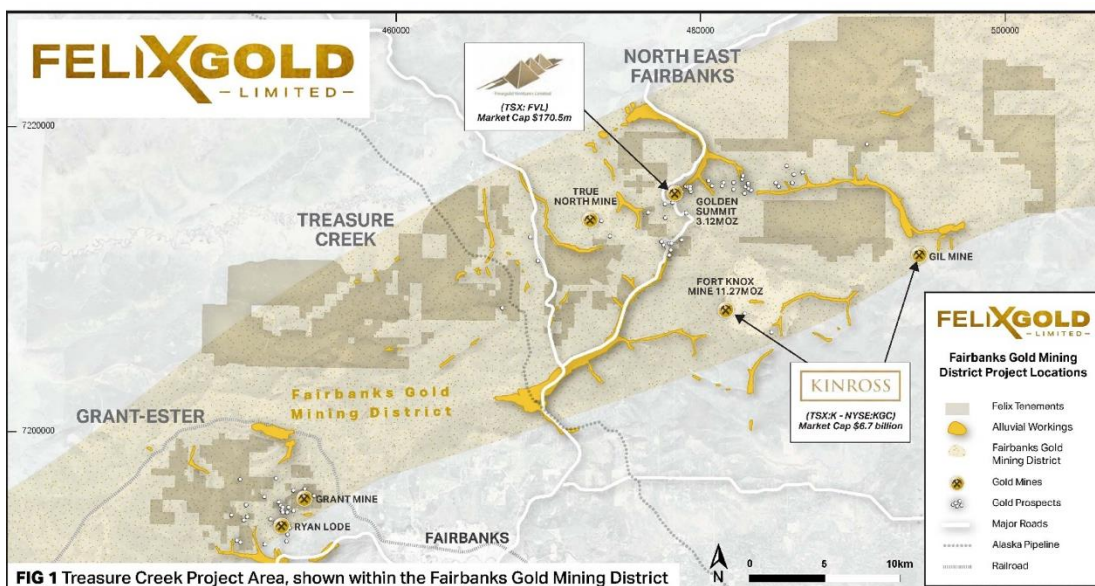 FELIXGOLD
LIMITED
460000
480000
500000
7220000
7200000
(TSX: FVL)
Market Cap $170.5m
NORTH EAST
FAIRBANKS
TREASURE
CREEK
TRUE
NORTH MINE
GOLDEN
SUMMIT
3.12MOZ
GIL MINE
FORT KNOX
MINE 11.27MOZ
Fairbanks Gold
Mining District
GRANT-ESTER
GRANT MINE
RYAN LODE
FAIRBANKS
KINROSS
(TSX:K - NYSE:KGC)
Market Cap $6.7 billion
FELIXGOLD
LIMITED
Fairbanks Gold Mining
District Project Locations
Felix Tenements
Alluvial Workings
Fairbanks Gold
Mining District
Gold Mines
Gold Prospects
Major Roads
Alaska Pipeline
Railroad
N
0 5 10km
FIG 1 Treasure Creek Project Area, shown within the Fairbanks Gold Mining District